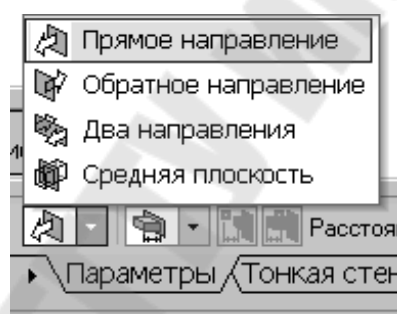 Прямое направление
Обратное направление
Два направления
Средняя плоскость
Расстоя
Параметры Тонкая стен